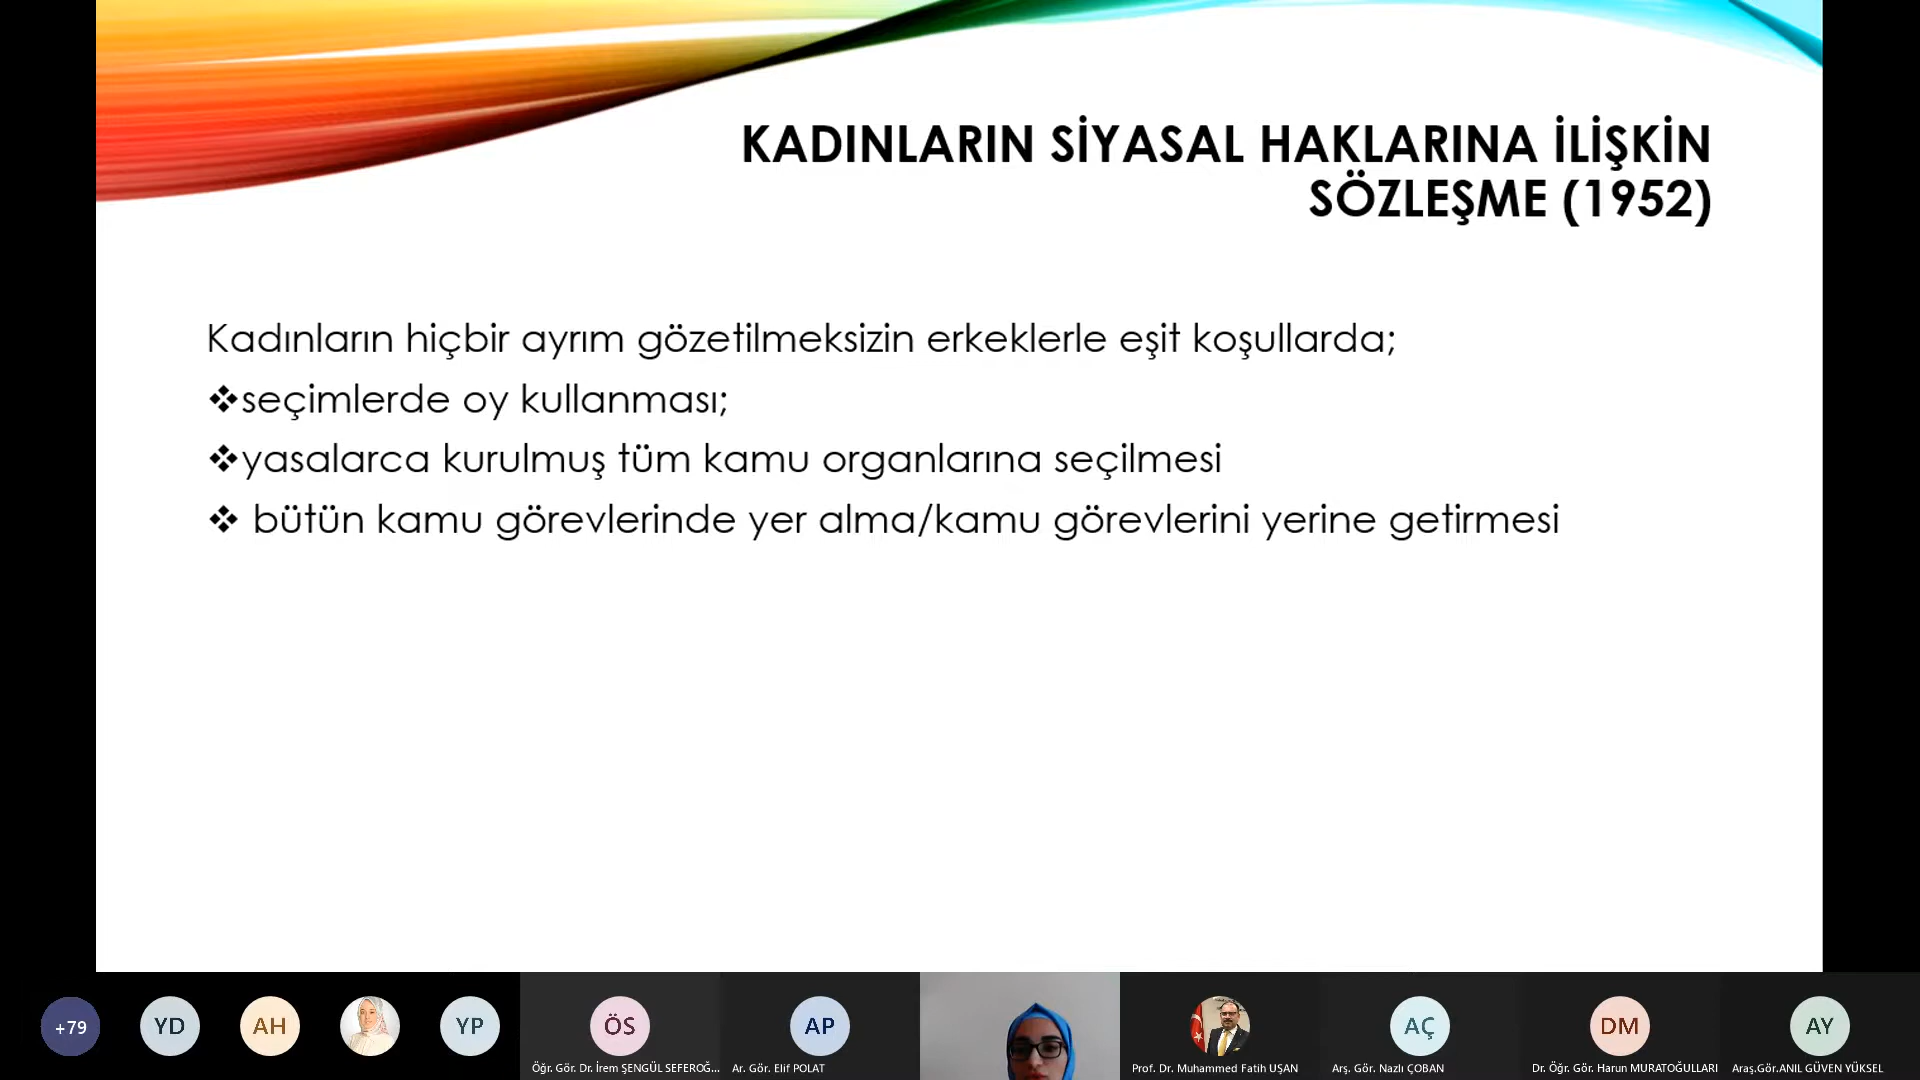 KADINLARIN SİYASAL HAKLARINA İLİŞKİN
SÖZLEŞME (1952)
Kadınların hiçbir ayrım gözetilmeksizin erkeklerle eşit koşullarda;
❖seçimlerde oy kullanması;
❖yasalarca kurulmuş tüm kamu organlarına seçilmesi
❖ bütün kamu görevlerinde yer alma/kamu görevlerini yerine getirmesi
+79
YD
AH
YP
ÖS
AP
AÇ
DM
AY
Öğr. Gör. Dr. İrem ŞENGÜL SEFEROĞ...
Ar. Gör. Elif POLAT
Prof. Dr. Muhammed Fatih UŞAN
Arş. Gör. Nazlı ÇOBAN
Dr. Öğr. Gör. Harun MURATOĞULLARI
Araş.Gör.ANIL GÜVEN YÜKSEL